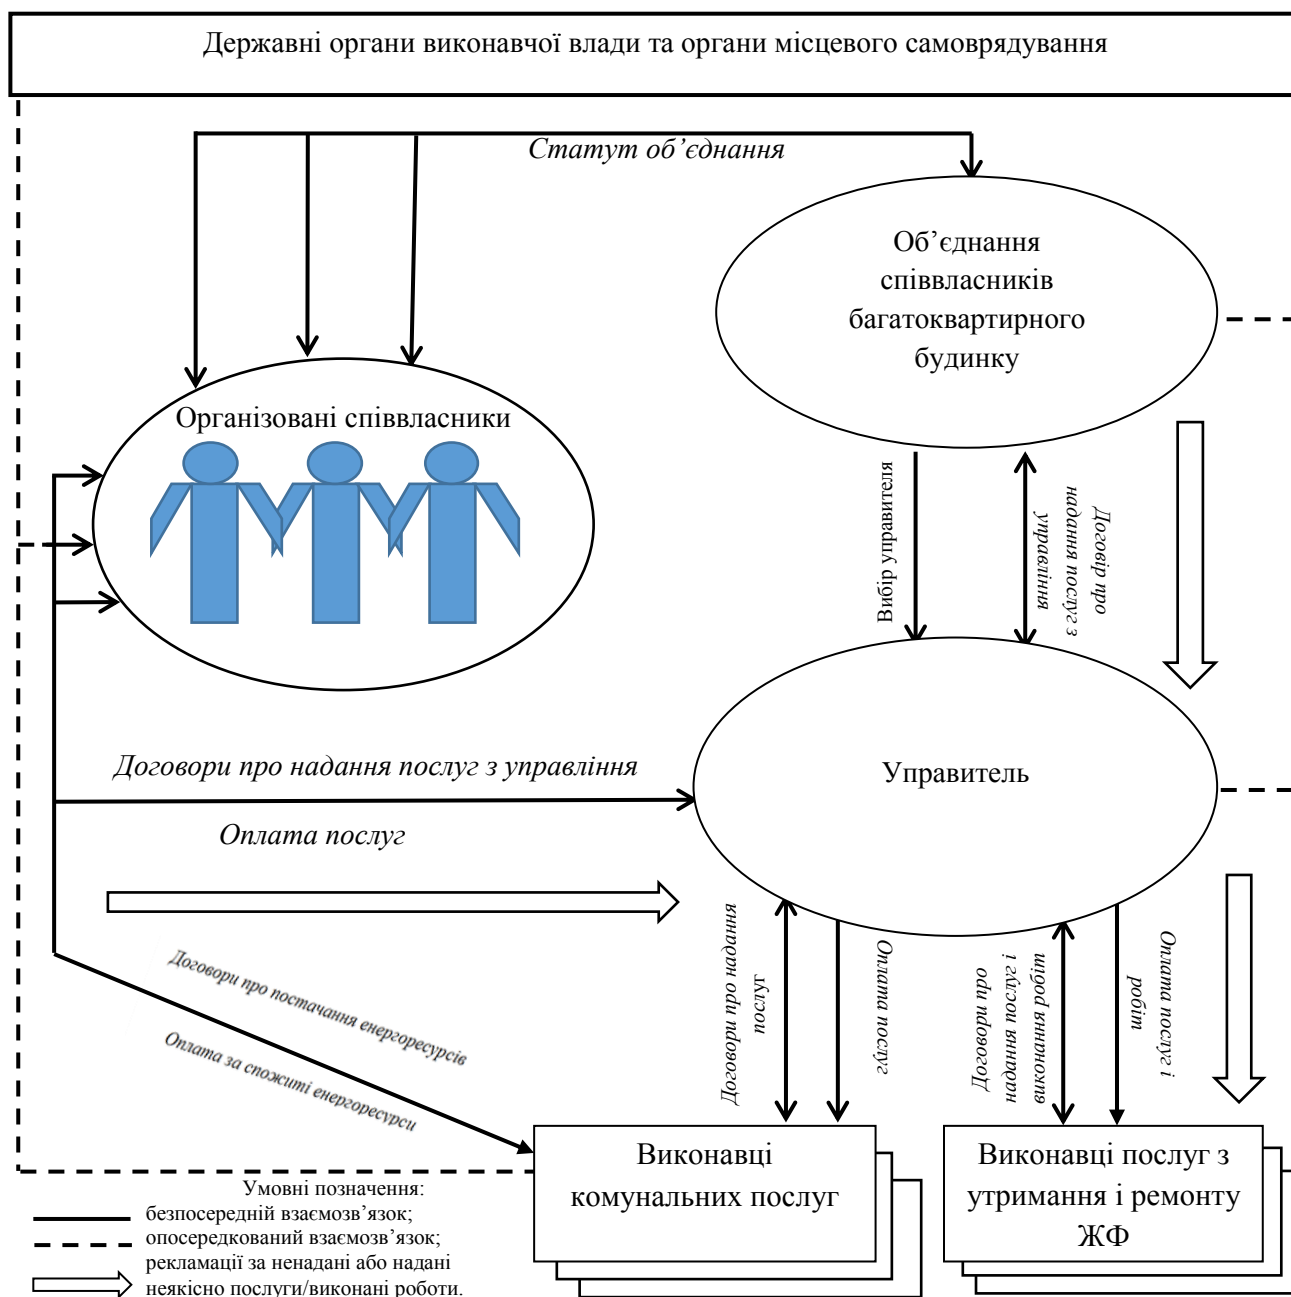 Державні органи виконавчої влади та органи місцевого самоврядування
Статут об’єднання
Об’єднання
співвласників
багатоквартирного
будинку
Організовані співвласники
Вибір управителя
Договір про
надання послуг з
управління
Договори про надання послуг з управління
Управитель
Оплата послуг
Договори про постачання енергоресурсів
Оплата за спожиті енергоресурси
Договори про надання
послуг
Оплата послуг
Договори про
надання послуг і
виконання робіт
Оплата послуг і
робіт
Виконавці
комунальних послуг
Виконавці послуг з
утримання і ремонту
ЖФ
Умовні позначення:
безпосередній взаємозв’язок;
опосередкований взаємозв’язок;
рекламації за ненадані або надані
неякісно послуги/виконані роботи.